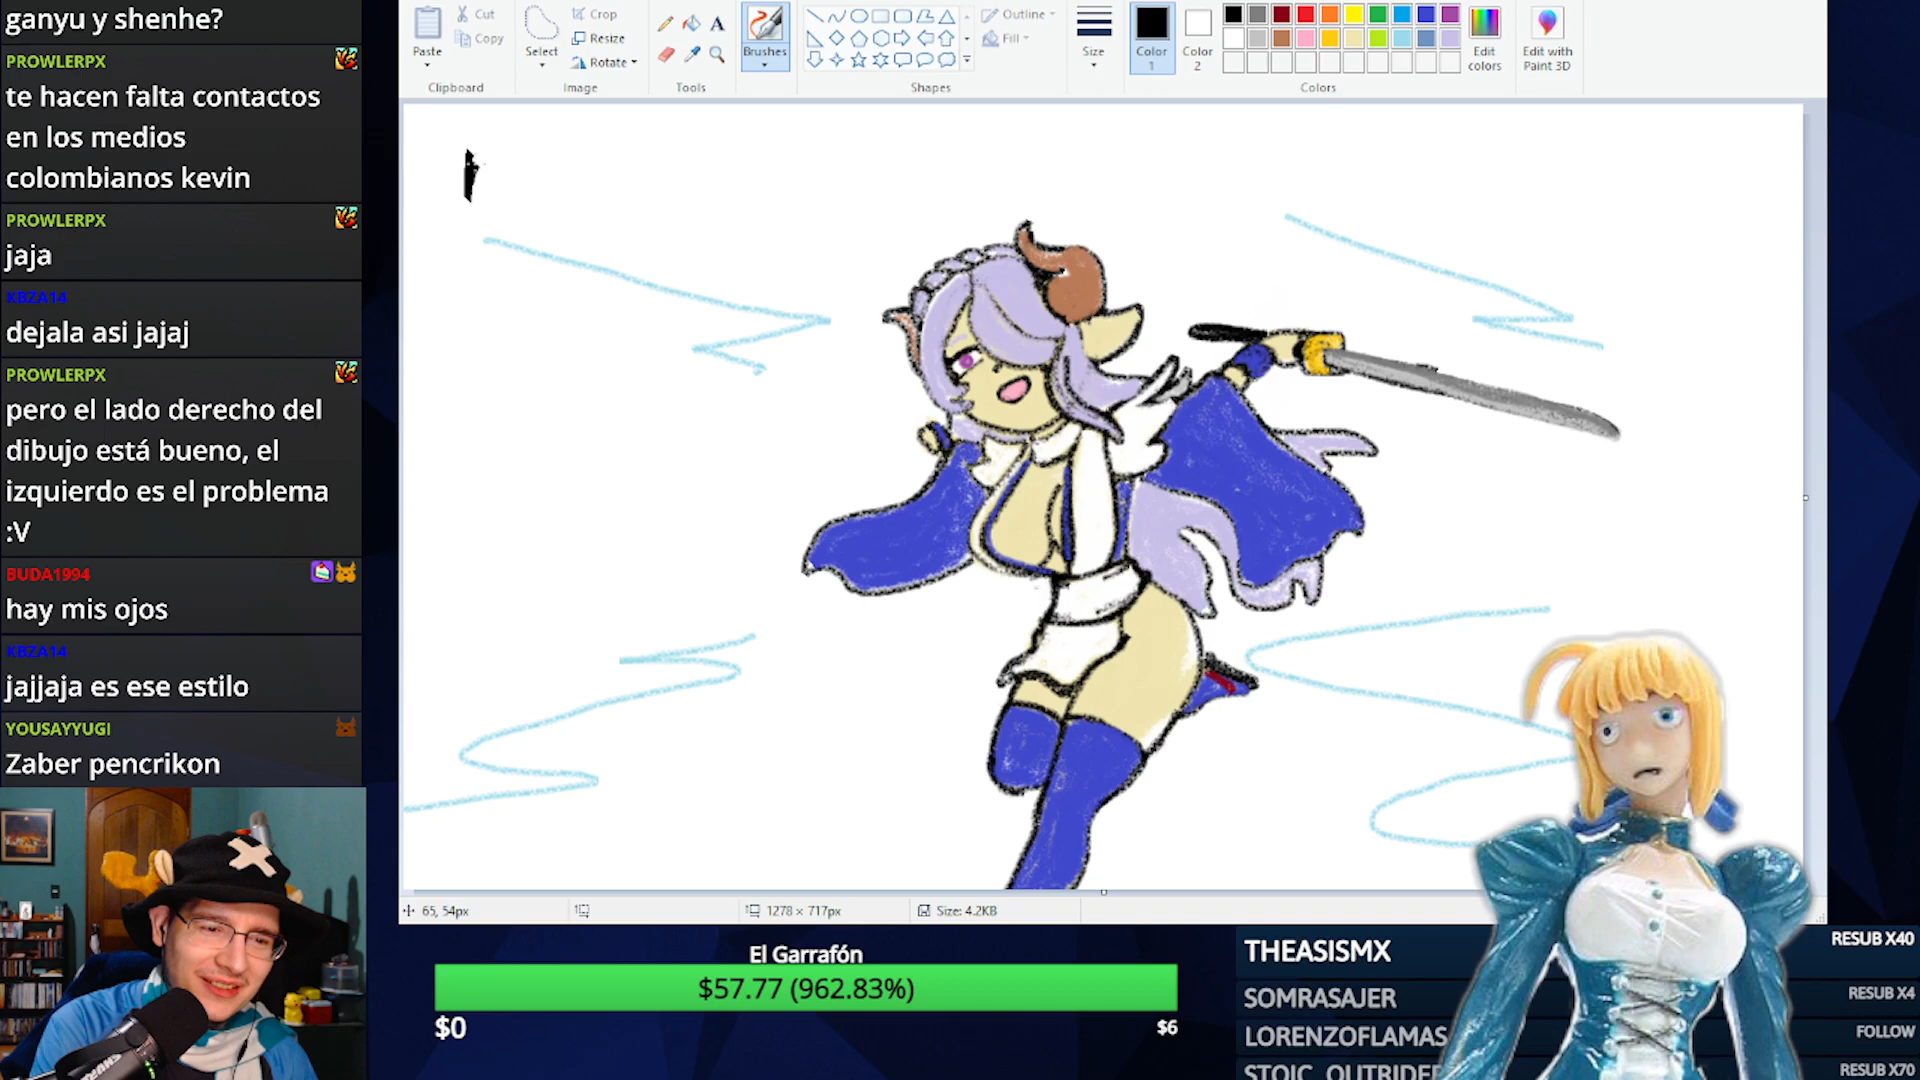 ganyu y shenhe?
PROWLERPX
te hacen falta contactos
en los medios
colombianos kevin
PROWLERPX
jaja
KBZA14
dejala asi jajaj
PROWLERPX
pero el lado derecho del
dibujo está bueno, el
izquierdo es el problema
:V
BUDA1994
hay mis ojos
KBZA14
jajjaja es ese estilo
YOUSAYYUGI
Zaber pencrikon
Paste
Cut
Copy
Clipboard
Select
Crop
Resize
Rotate
Image
A
Tools
Brushes
Outline
Fill
Shapes
Size
Color
1
Color
2
Edit
colors
Edit with
Paint 3D
Colors
65, 54px
1278 × 717px
Size: 4.2KB
El Garrafón
$57.77 (962.83%)
$0
$6
THEASISMX
RESUB X40
SOMRASAJER
RESUB X4
LORENZOFLAMAS
FOLLOW
RESUB X70